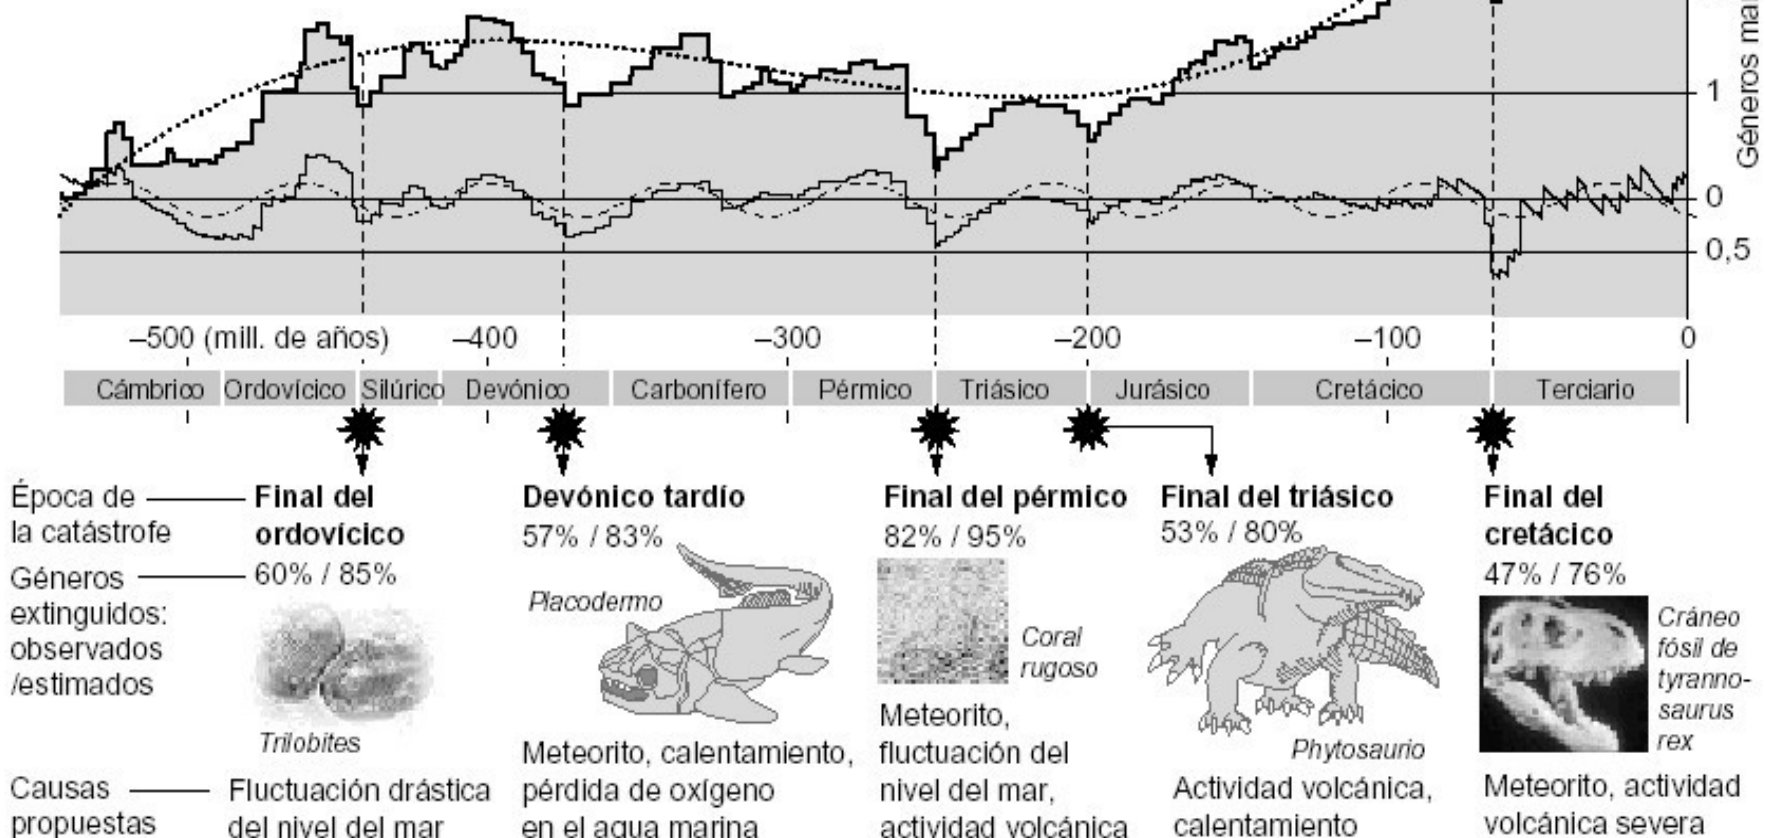 Géneros
1
0
0,5
–500 (mill. de años)
–400
–300
–200
–100
0
Cámbrico
Ordovícico
Silúrico
Devónico
Carbonífero
Pérmico
Triásico
Jurásico
Cretácico
Terciario
Época de
la catástrofe
Géneros
extinguidos:
observados
/estimados
Causas
propuestas
Final del
ordovícico
60% / 85%
Trilobites
Fluctuación drástica
del nivel del mar
Devónico tardío
57% / 83%
Placodermo
Meteorito, calentamiento,
pérdida de oxígeno
en el agua marina
Final del pérmico
82% / 95%
Coral
rugoso
Meteorito,
fluctuación del
nivel del mar,
actividad volcánica
Final del triásico
53% / 80%
Phytosaurio
Actividad volcánica,
calentamiento
Final del
cretácico
47% / 76%
Cráneo
fósil de
tyranno-
saurus
rex
Meteorito, actividad
volcánica severa